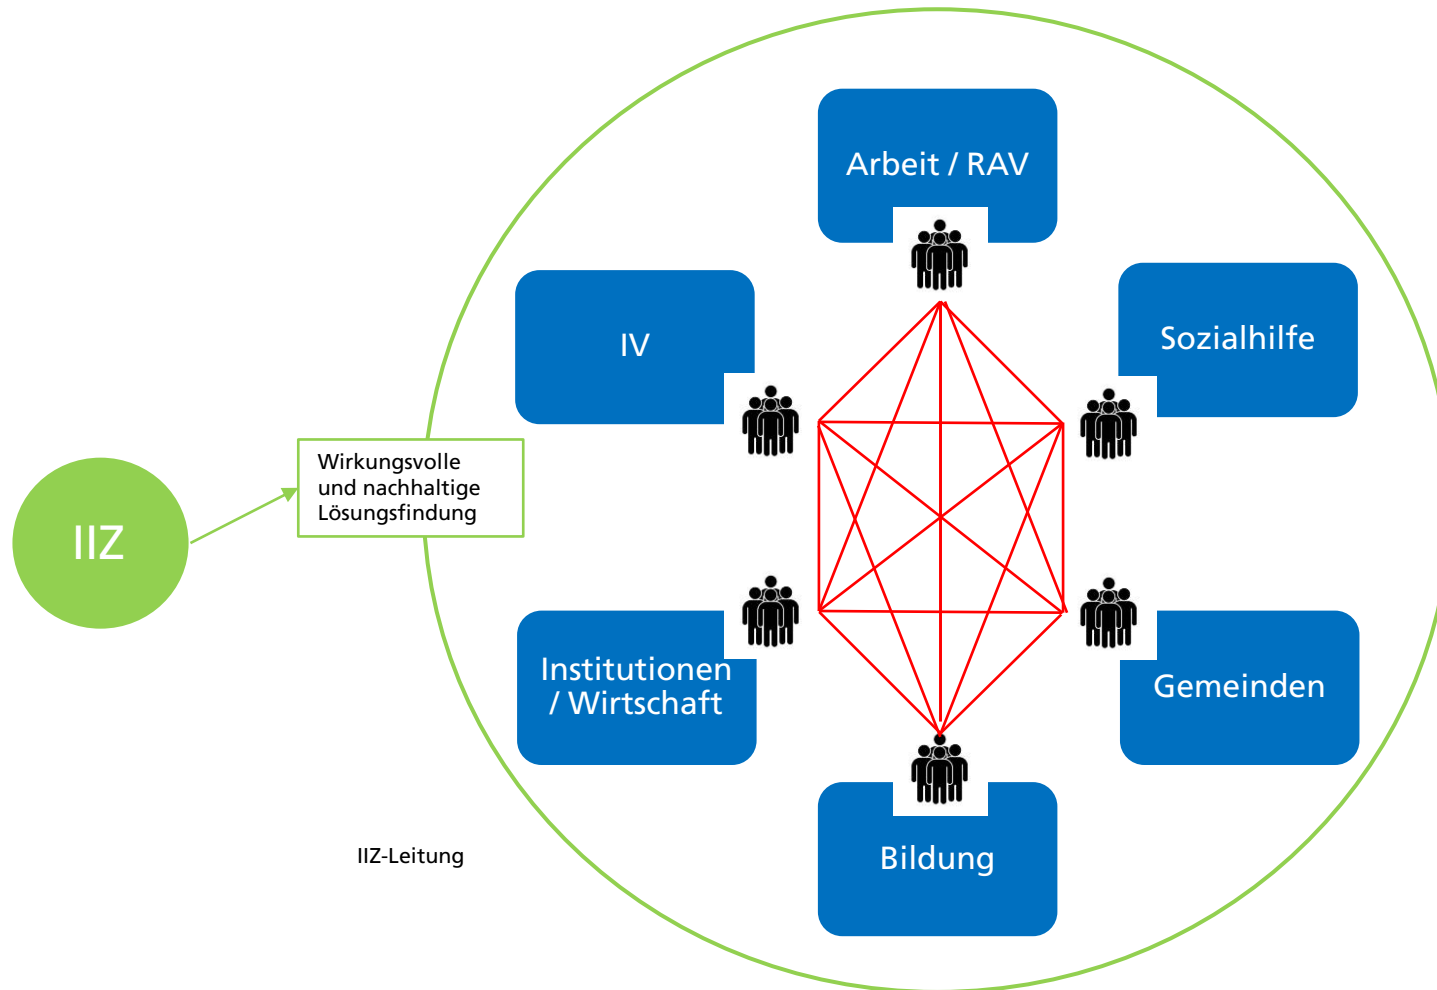 Arbeit / RAV
IV
Sozialhilfe
Wirkungsvolle
und nachhaltige
Lösungsfindung
IIZ
Institutionen
/ Wirtschaft
Gemeinden
IIZ-Leitung
Bildung